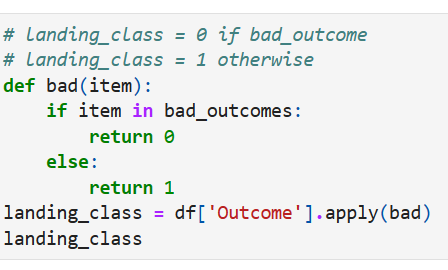 # landing_class = 0 if bad_outcome
# landing_class = 1 otherwise
def bad(item):
    if item in bad_outcomes:
        return 0
    else:
        return 1
landing_class = df['Outcome'].apply(bad)
landing_class